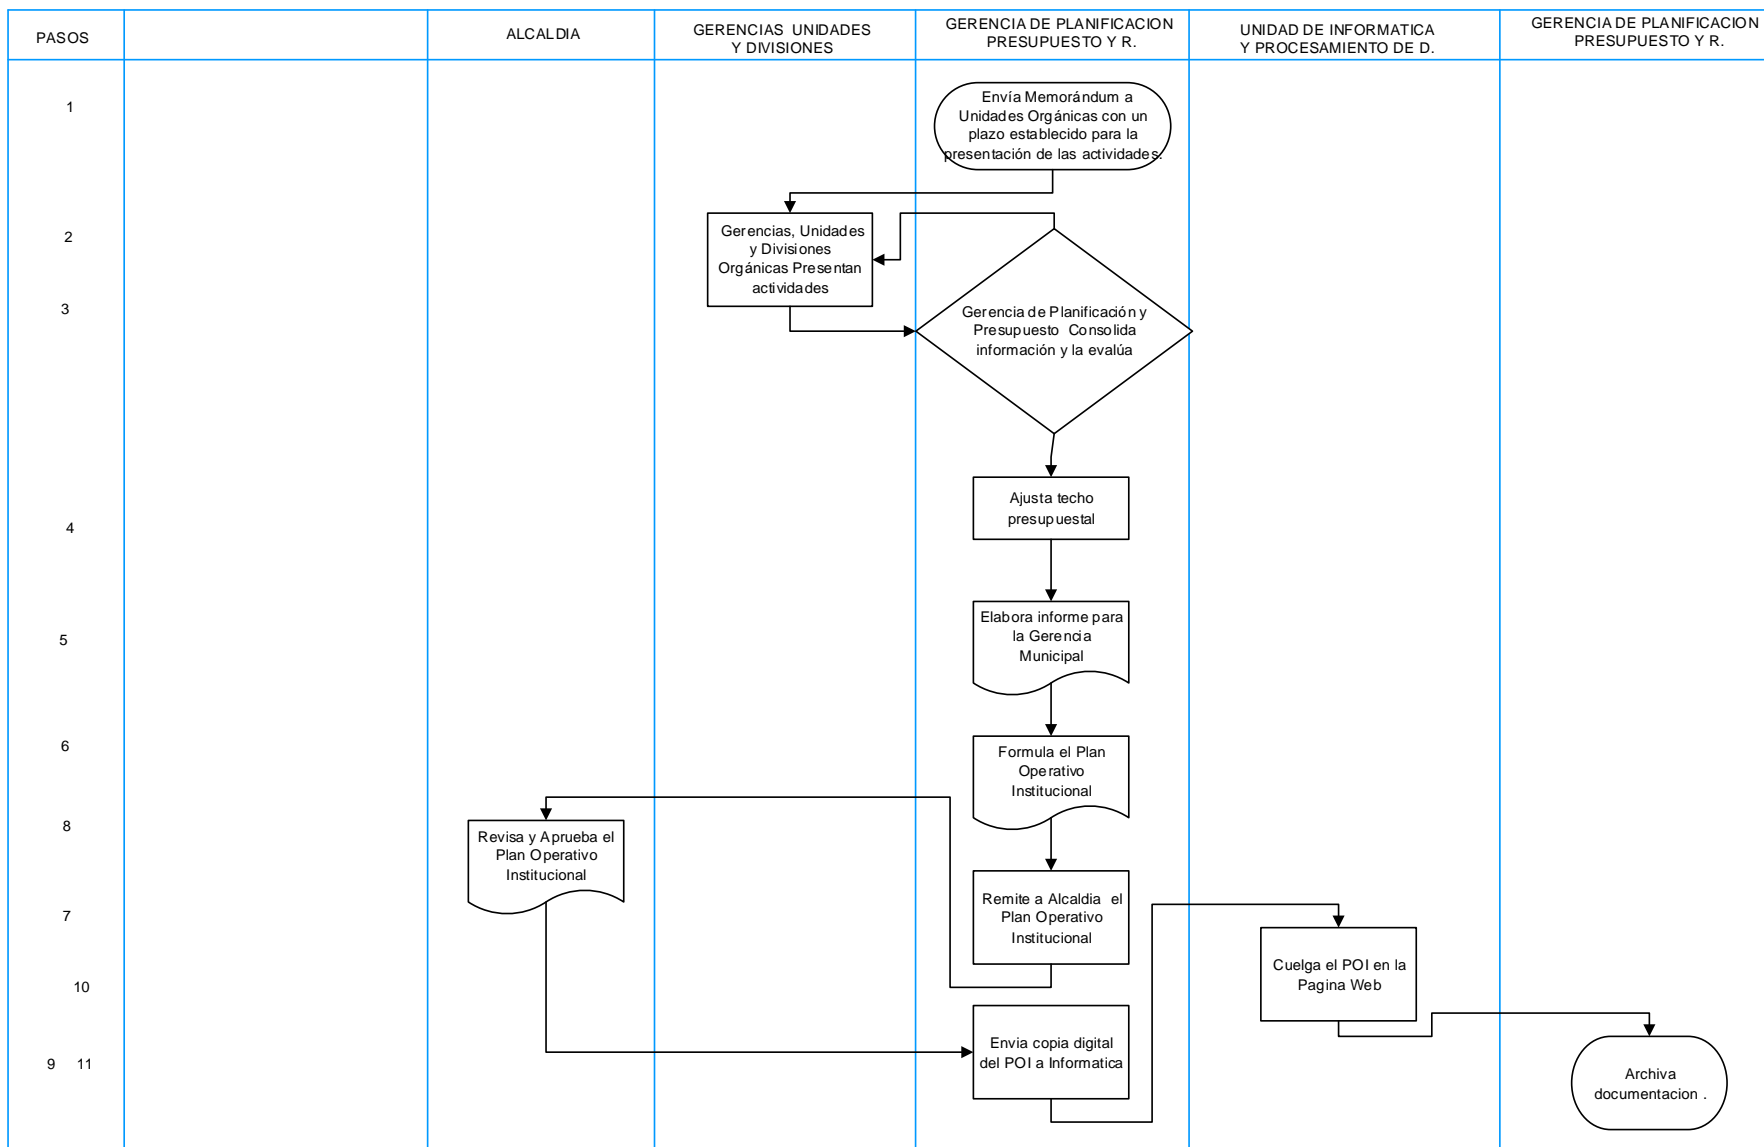 PASOS
ALCALDIA
GERENCIAS UNIDADES
Y DIVISIONES
GERENCIA DE PLANIFICACION
PRESUPUESTO Y R.
UNIDAD DE INFORMATICA
Y PROCESAMIENTO DE D.
GERENCIA DE PLANIFICACION
PRESUPUESTO Y R.
1
Envía Memorándum a
Unidades Orgánicas con un
plazo establecido para la
presentación de las actividades.
2
Gerencias, Unidades
y Divisiones
Orgánicas Presentan
actividades
3
Gerencia de Planificación y
Presupuesto Consolida
información y la evalúa
4
Ajusta techo
presupuestal
5
Elabora informe para
la Gerencia
Municipal
6
Formula el Plan
Operativo
Institucional
8
Revisa y Aprueba el
Plan Operativo
Institucional
7
Remite a Alcaldia el
Plan Operativo
Institucional
10
Cuelga el POI en la
Pagina Web
9 11
Envia copia digital
del POI a Informatica
Archiva
documentacion .